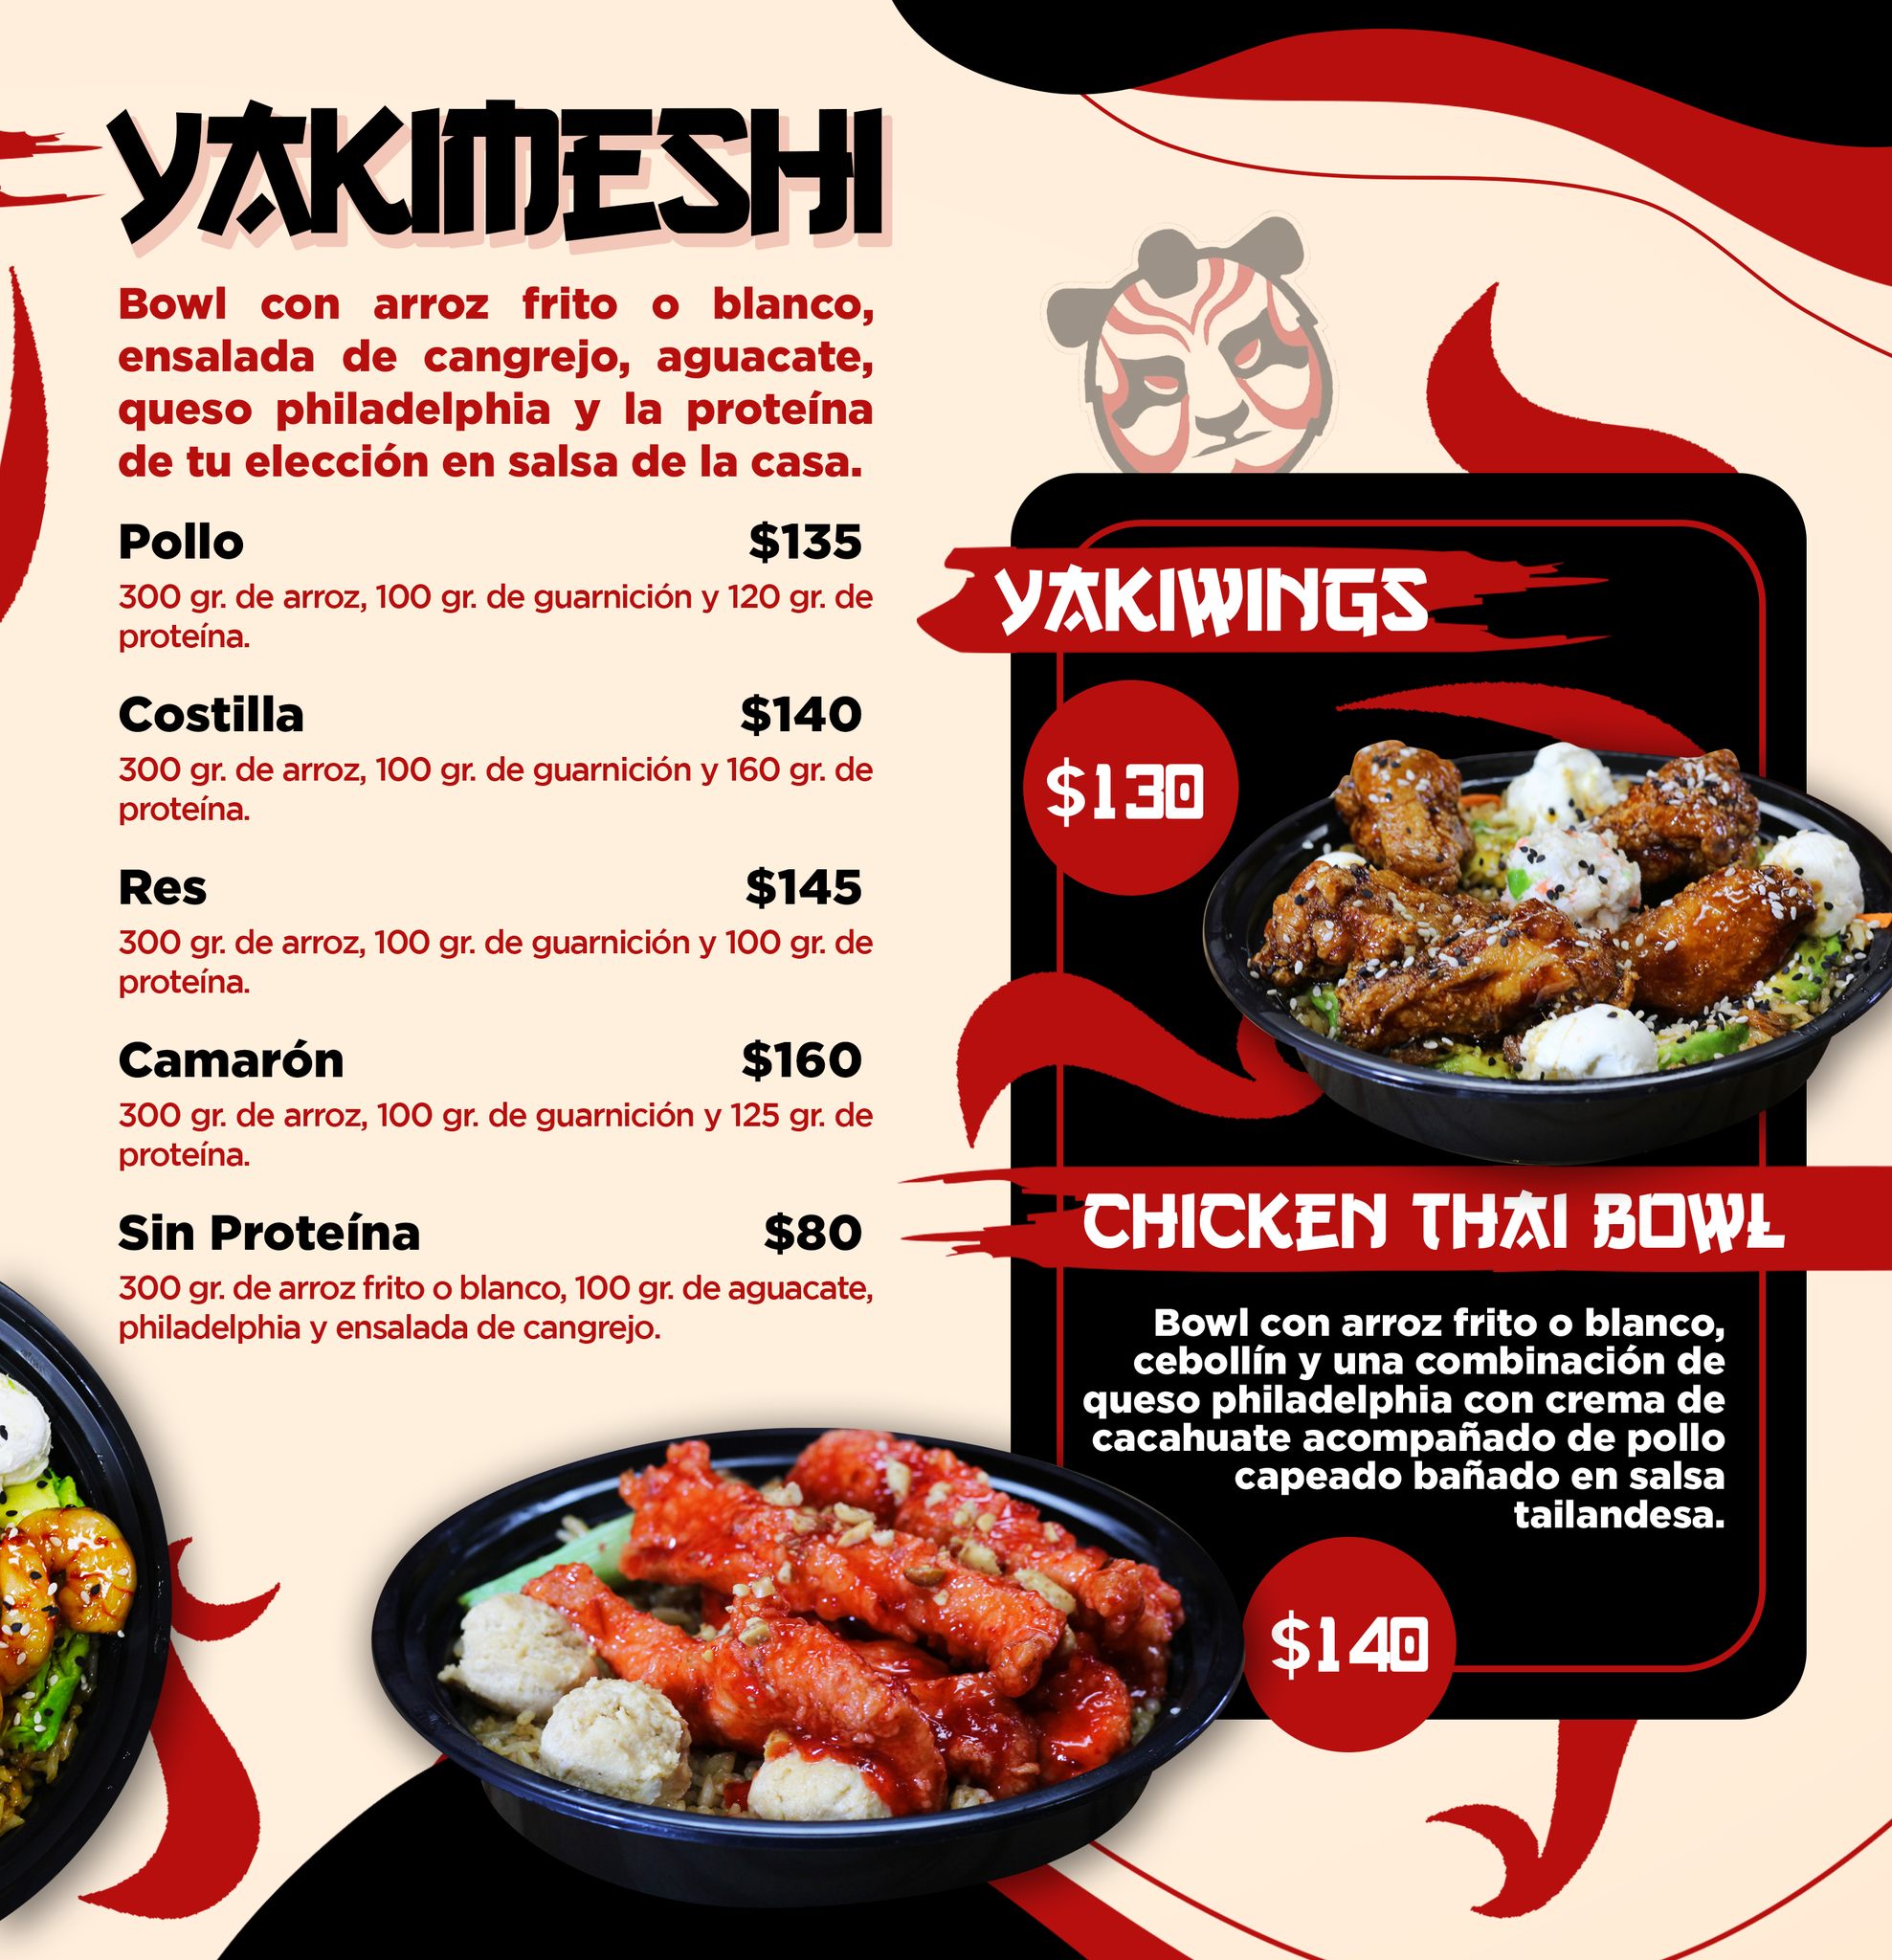 YAKIMESHI
Bowl con arroz frito o blanco,
ensalada de cangrejo, aguacate,
queso philadelphia y la proteína
de tu elección en salsa de la casa.
Pollo $135
300 gr. de arroz, 100 gr. de guarnición y 120 gr. de
proteína.
Costilla $140
300 gr. de arroz, 100 gr. de guarnición y 160 gr. de
proteína.
Res $145
300 gr. de arroz, 100 gr. de guarnición y 100 gr. de
proteína.
Camarón $160
300 gr. de arroz, 100 gr. de guarnición y 125 gr. de
proteína.
Sin Proteína $80
300 gr. de arroz frito o blanco, 100 gr. de aguacate,
philadelphia y ensalada de cangrejo.
YAKIWINGS
$130
CHICKEN THAI BOWL
Bowl con arroz frito o blanco,
cebollín y una combinación de
queso philadelphia con crema de
cacahuate acompañado de pollo
capeado bañado en salsa
tailandesa.
$140